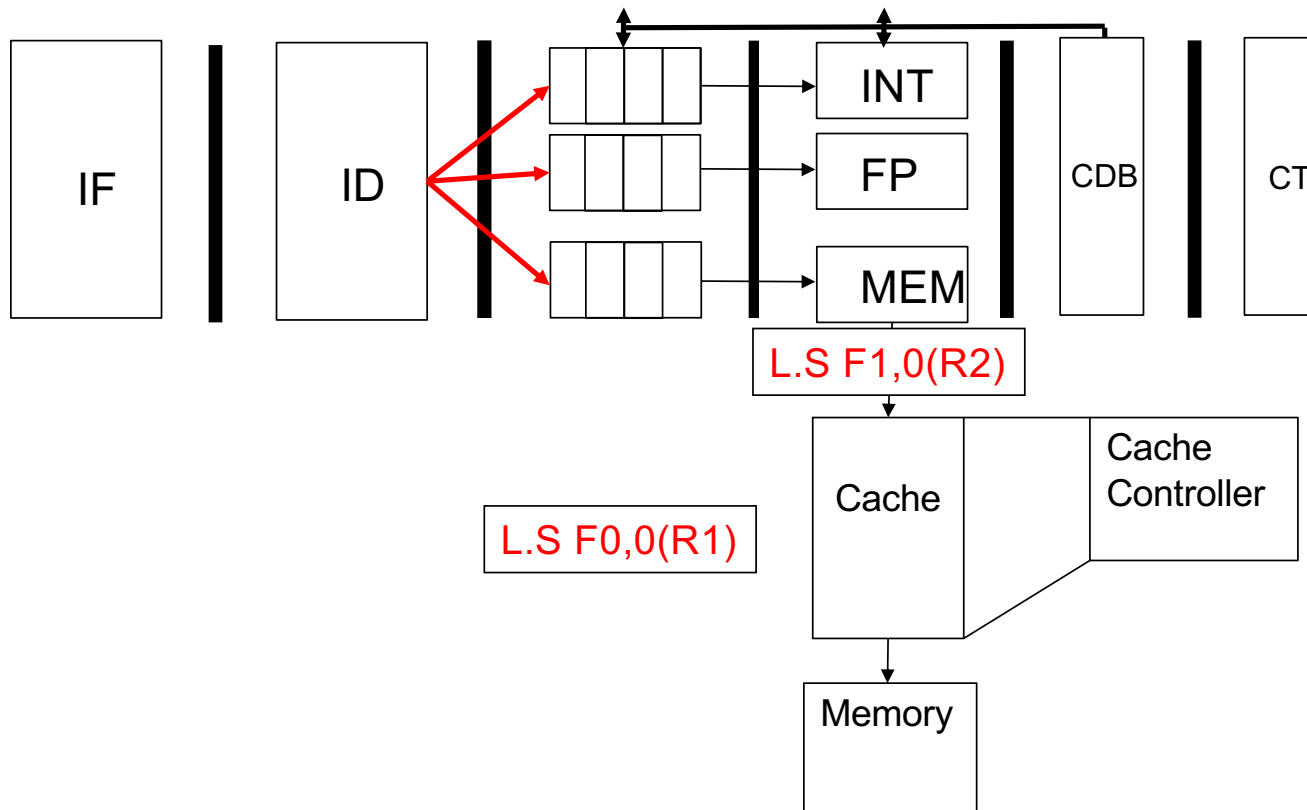 IF
ID
INT
FP
MEM
CDB
CT
L.S F1,0(R2)
Cache
Cache
Controller
L.S F0,0(R1)
Memory